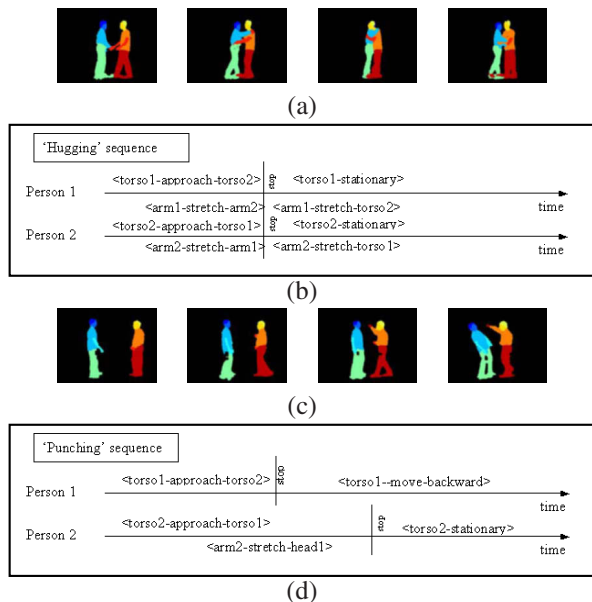 (a)
'Hugging' sequence
<torso1-approach-torso2> stop <torso1-stationary>
Person 1
time
<arm1-stretch-arm2> <arm1-stretch-torso2>
<torso2-approach-torso1> stop <torso2-stationary>
Person 2
<arm2-stretch-arm1> <arm2-stretch-torso1>
time
(b)
(c)
'Punching' sequence
<torso1-approach-torso2> stop <torso1--move-backward>
Person 1
time
<torso2-approach-torso1> stop <torso2-stationary>
Person 2
<arm2-stretch-head1>
time
(d)